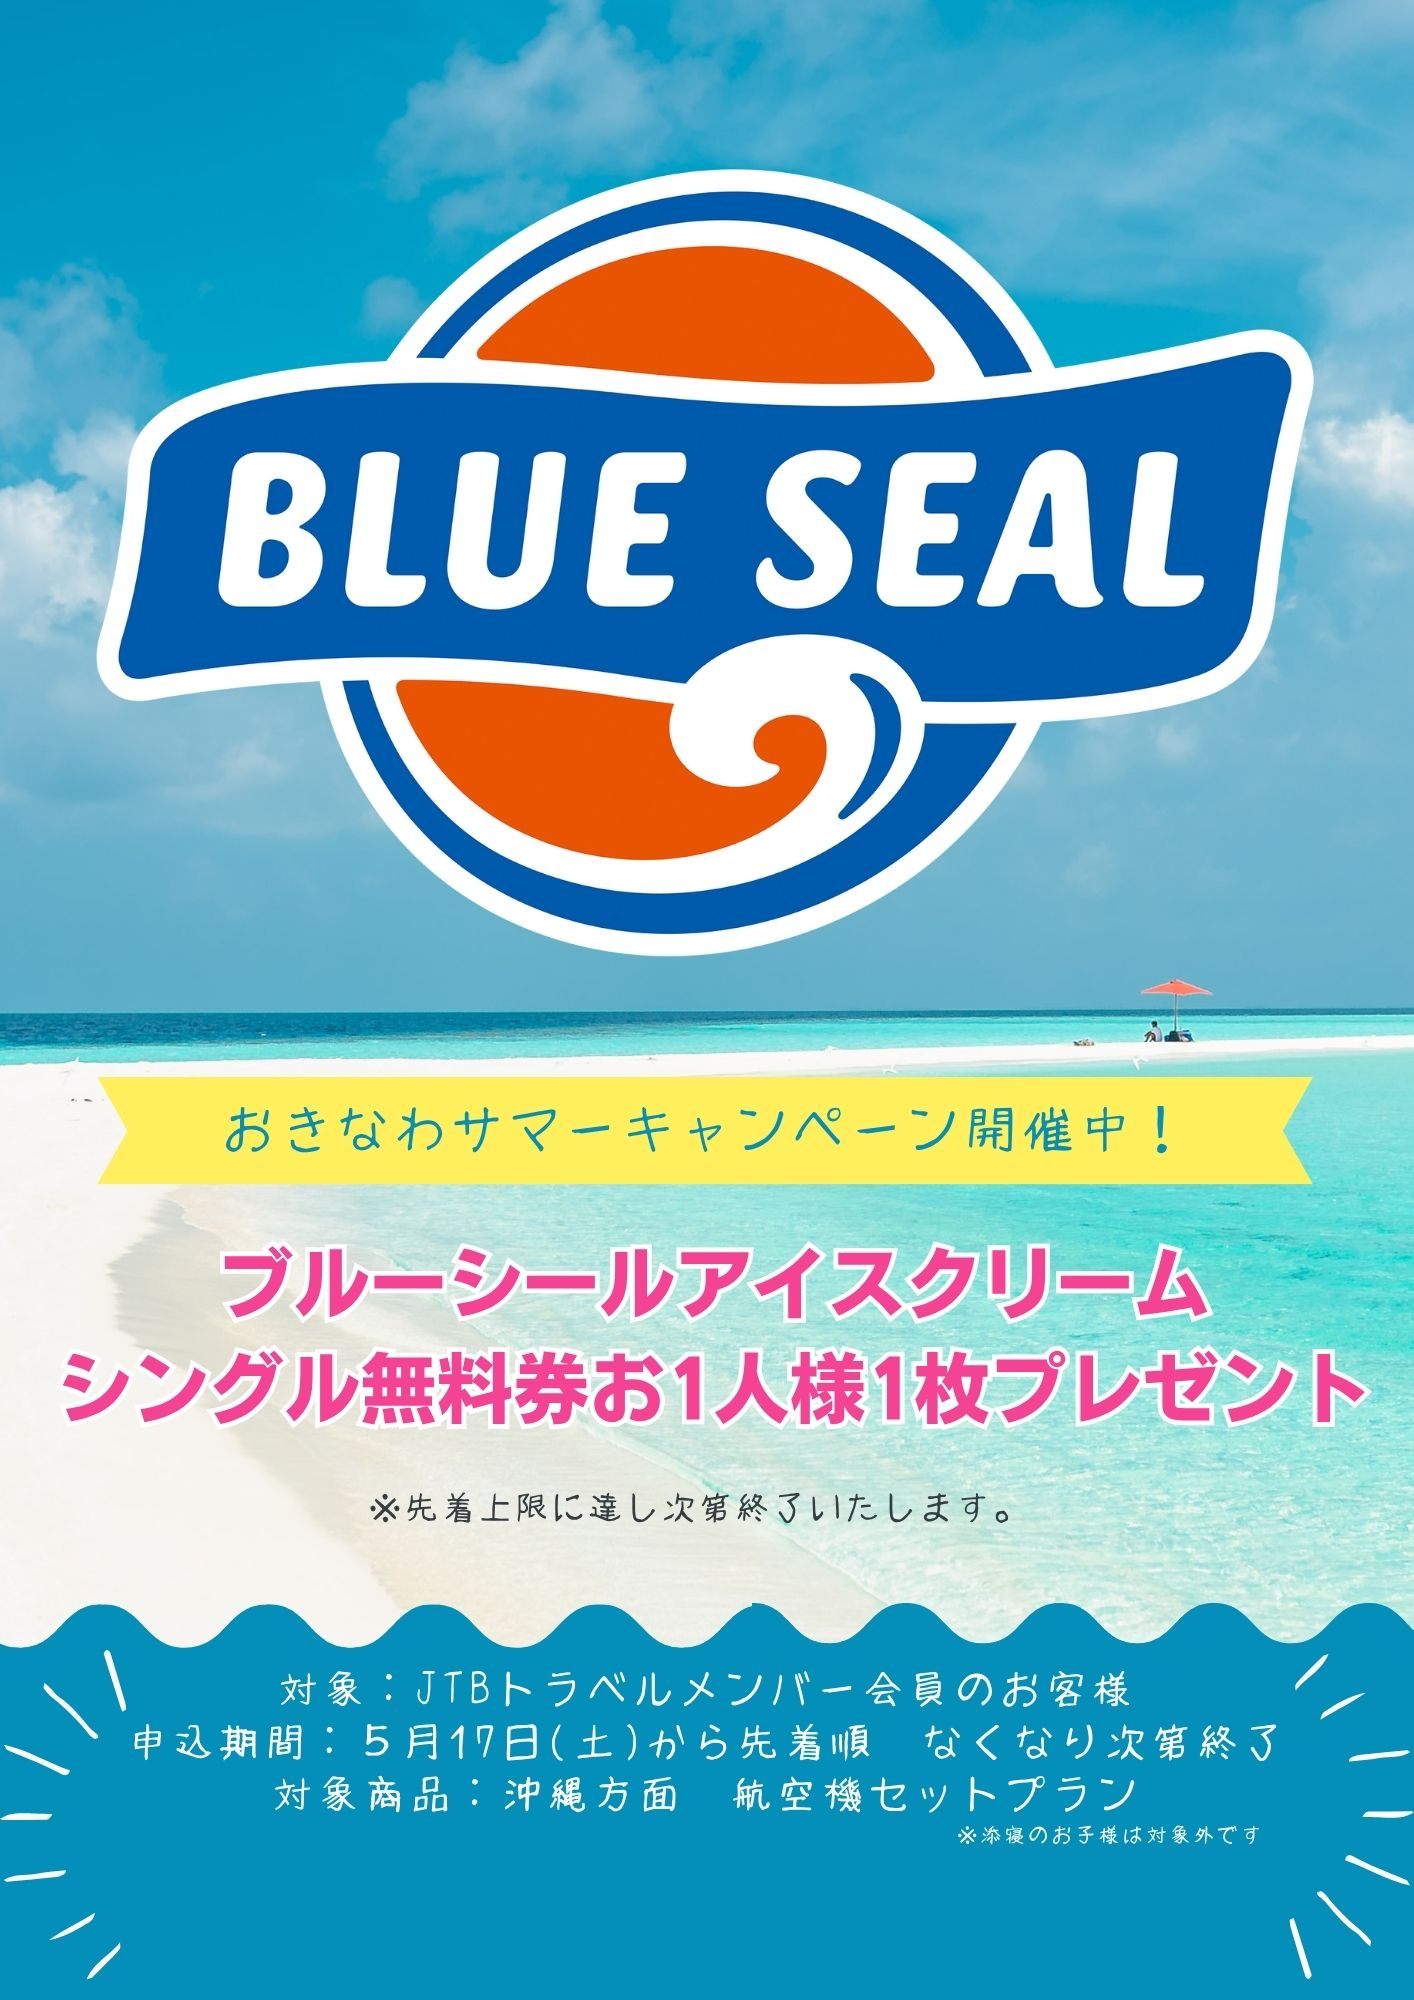 BLUE SEAL
おきなわサマーキャンペーン開催中！
ブルーシールアイスクリーム
シングル無料券お1人様1枚プレゼント
※先着上限に達し次第終了いたします。
対象：JTBトラベルメンバー会員のお客様
申込期間：５月17日(土)から先着順　なくなり次第終了
対象商品：沖縄方面　航空機セットプラン
※添寝のお子様は対象外です